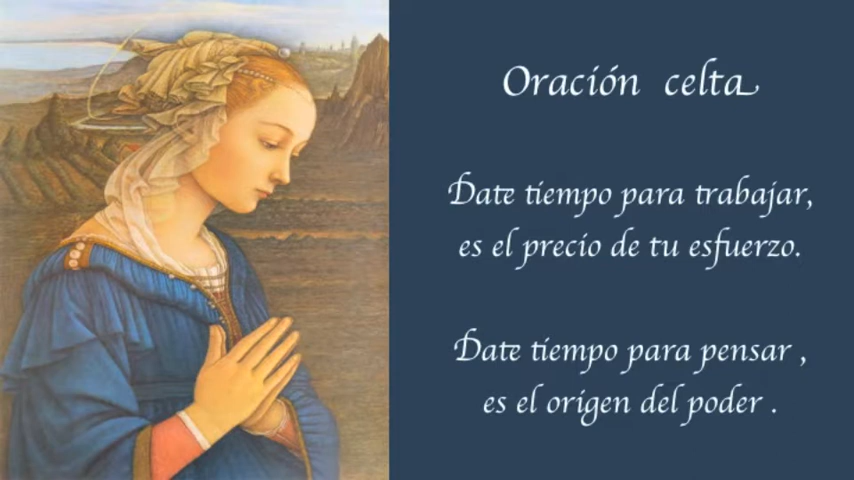 Oración celta
Date tiempo para trabajar,
es el precio de tu esfuerzo.
Date tiempo para pensar ,
es el origen del poder .